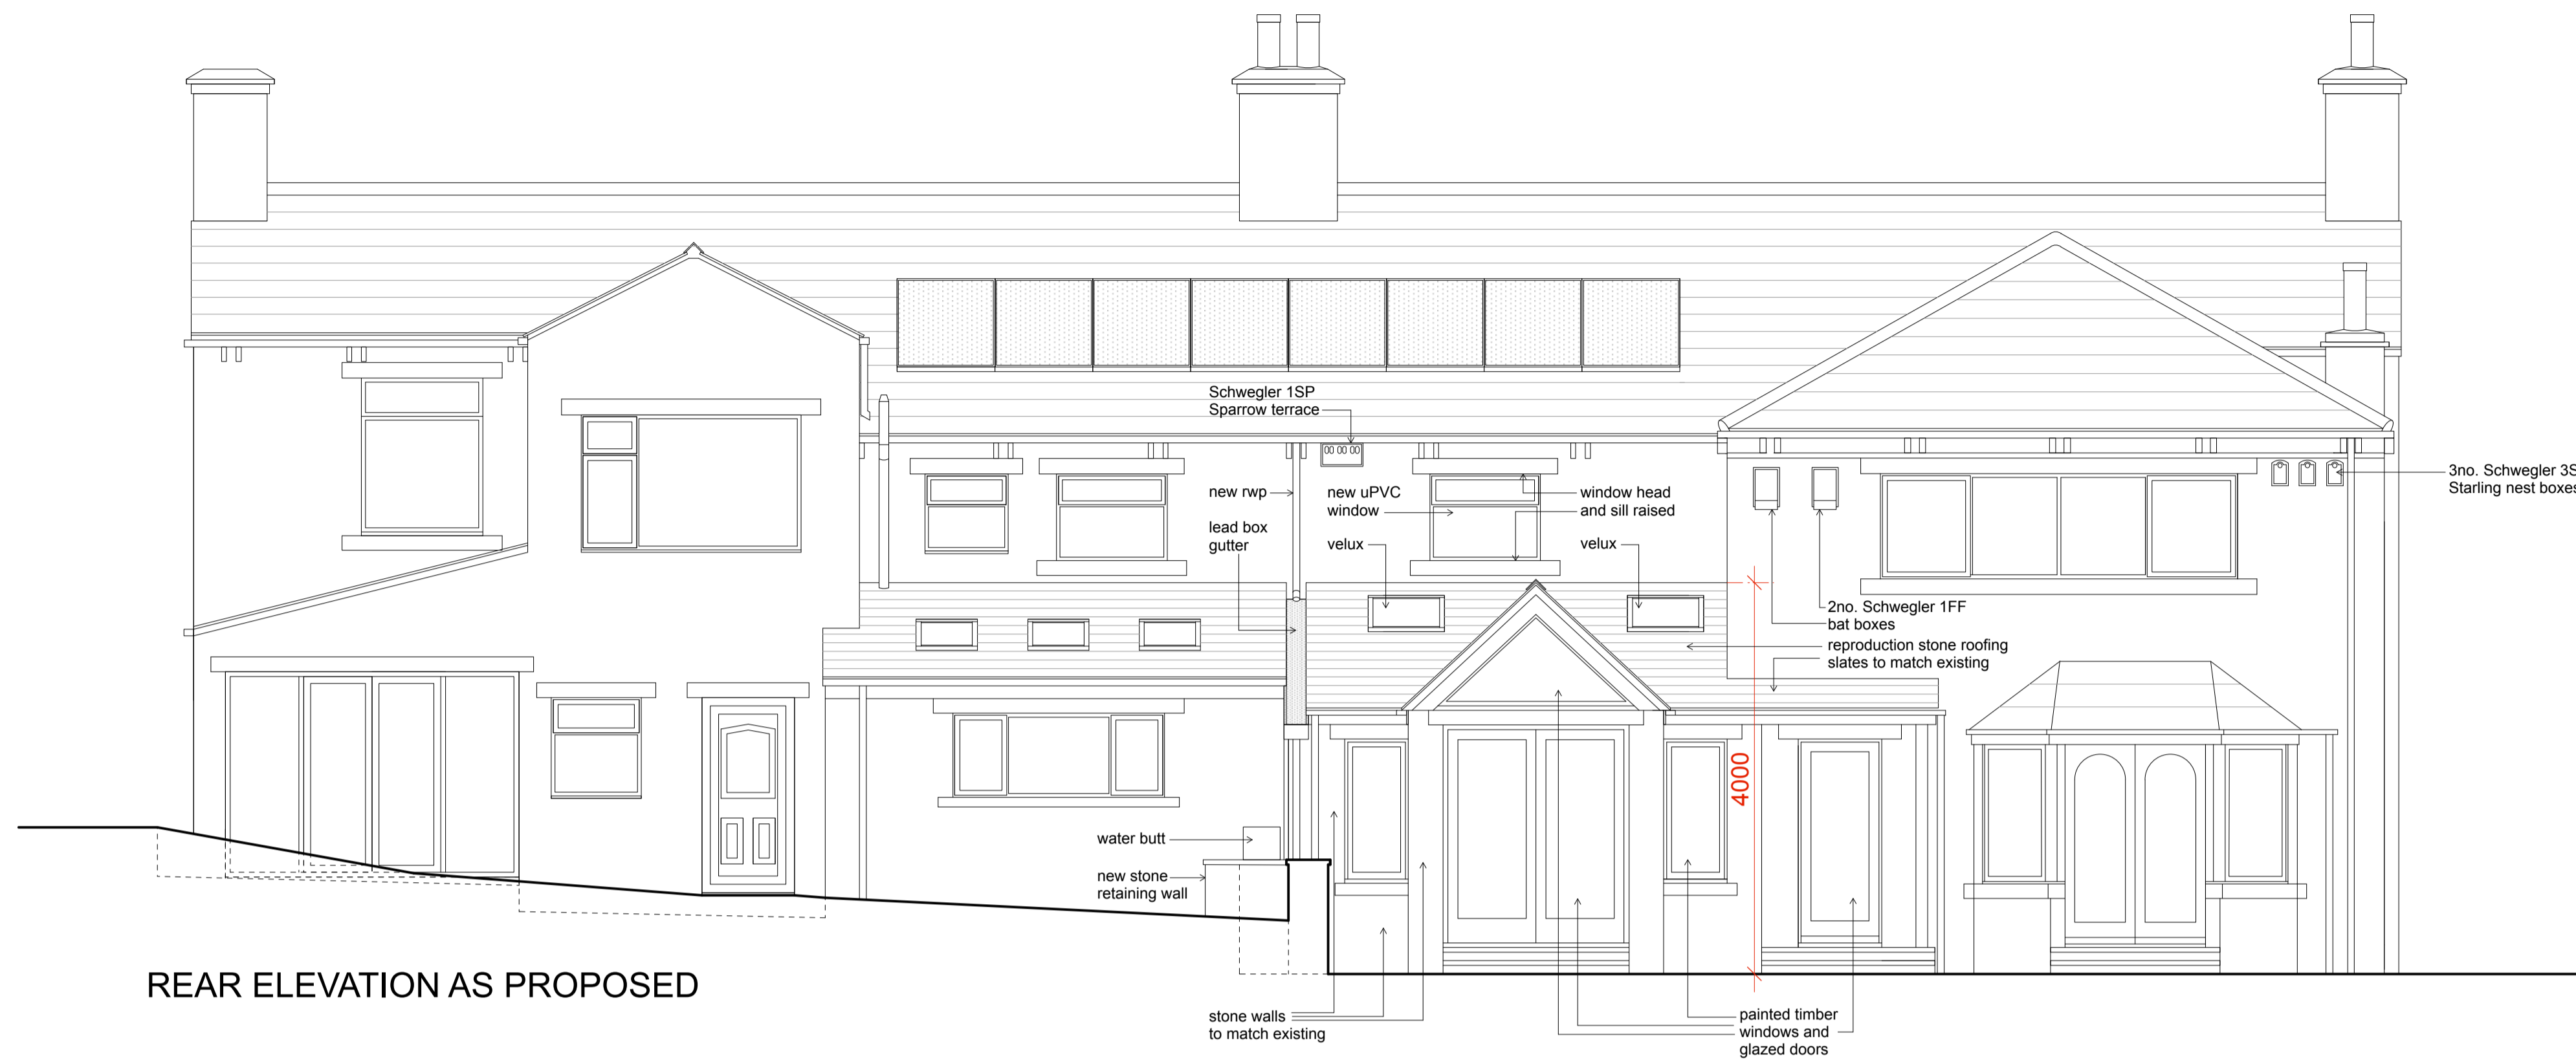 Schwegler 1SP
Sparrow terrace
00 00 00
3no. Schwegler 3S
Starling nest boxes
new rwp
new uPVC
window
window head
and sill raised
lead box
gutter
velux
velux
2no. Schwegler 1FF
bat boxes
reproduction stone roofing
slates to match existing
4000
water butt
new stone
retaining wall
REAR ELEVATION AS PROPOSED
stone walls
to match existing
painted timber
windows and
glazed doors